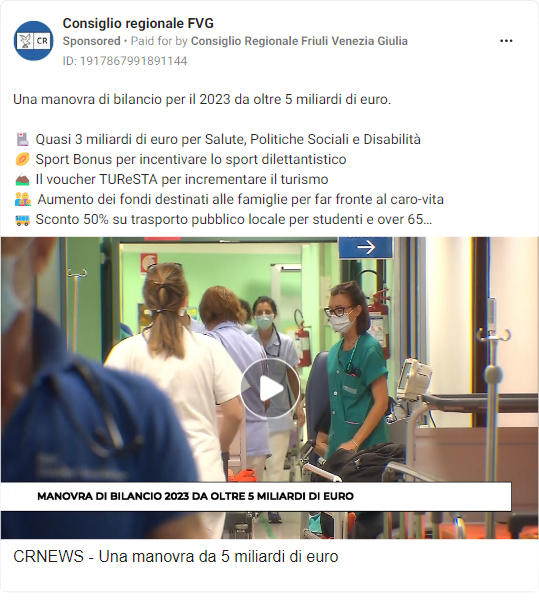 CR
Consiglio regionale FVG
Sponsored • Paid for by Consiglio Regionale Friuli Venezia Giulia
ID: 1917867991891144
Una manovra di bilancio per il 2023 da oltre 5 miliardi di euro.
Quasi 3 miliardi di euro per Salute, Politiche Sociali e Disabilità
Sport Bonus per incentivare lo sport dilettantistico
Il voucher TUReSTA per incrementare il turismo
Aumento dei fondi destinati alle famiglie per far fronte al caro-vita
Sconto 50% su trasporto pubblico locale per studenti e over 65...
MANOVRA DI BILANCIO 2023 DA OLTRE 5 MILIARDI DI EURO
CRNEWS - Una manovra da 5 miliardi di euro